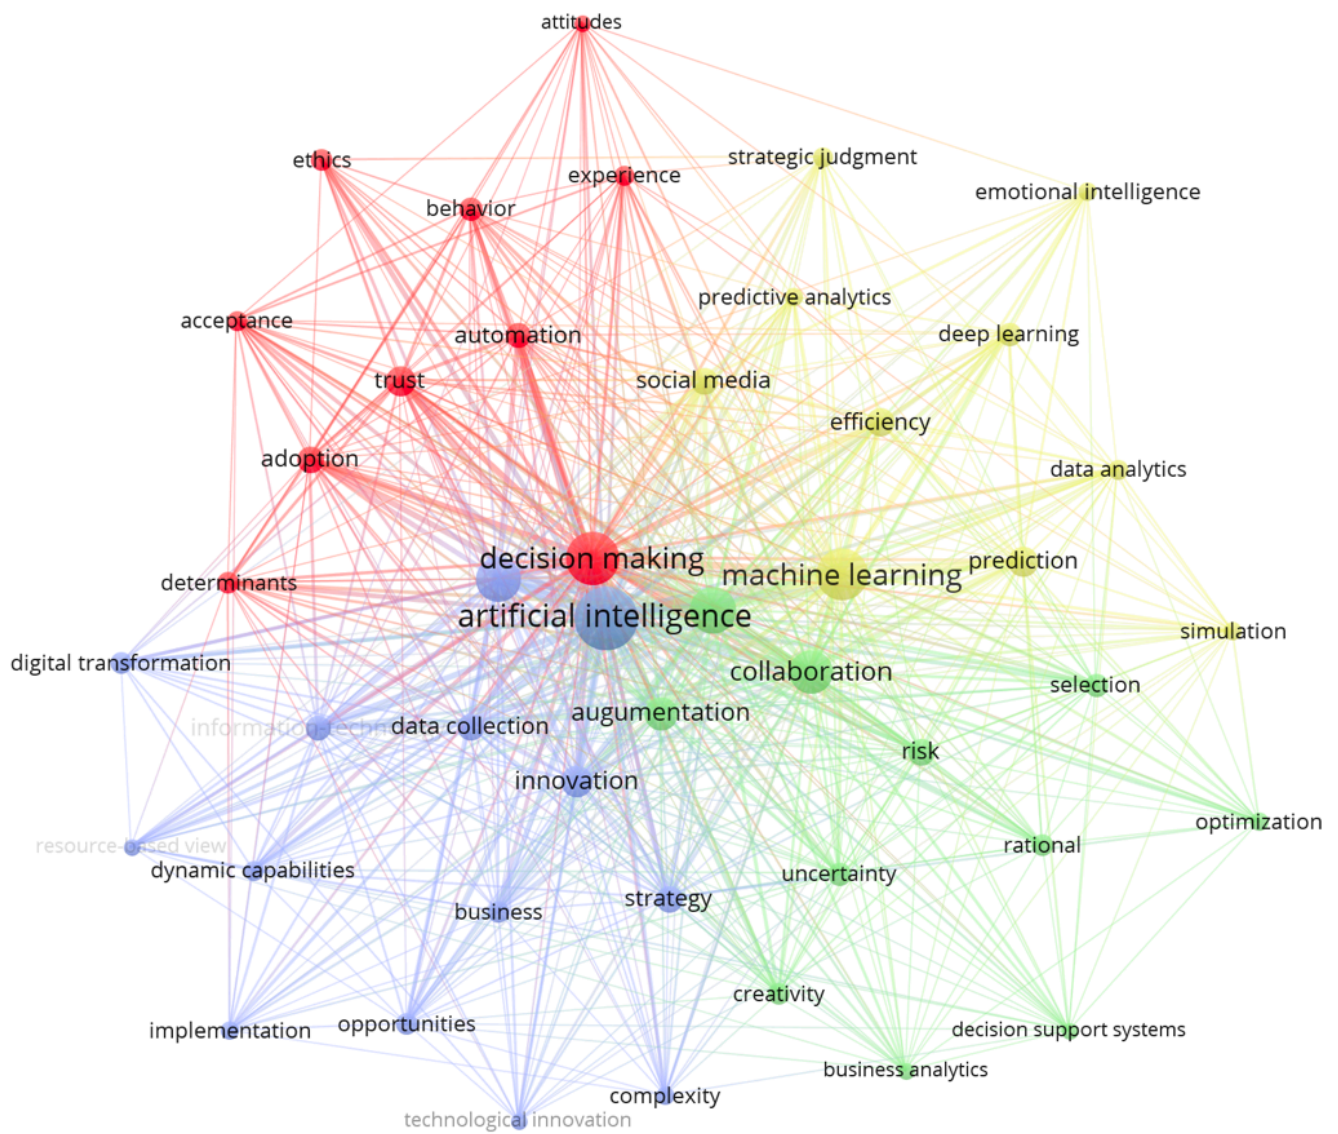 attitudes
ethics
strategic judgment
experience
emotional intelligence
behavior
predictive analytics
acceptance
automation
deep learning
trust
social media
efficiency
adoption
data analytics
decision making
prediction
machine learning
determinants
artificial intelligence
simulation
digital transformation
collaboration
selection
augumentation
information-techn
data collection
risk
innovation
optimization
resource-based view
rational
dynamic capabilities
uncertainty
strategy
business
creativity
opportunities
implementation
decision support systems
business analytics
complexity
technological innovation